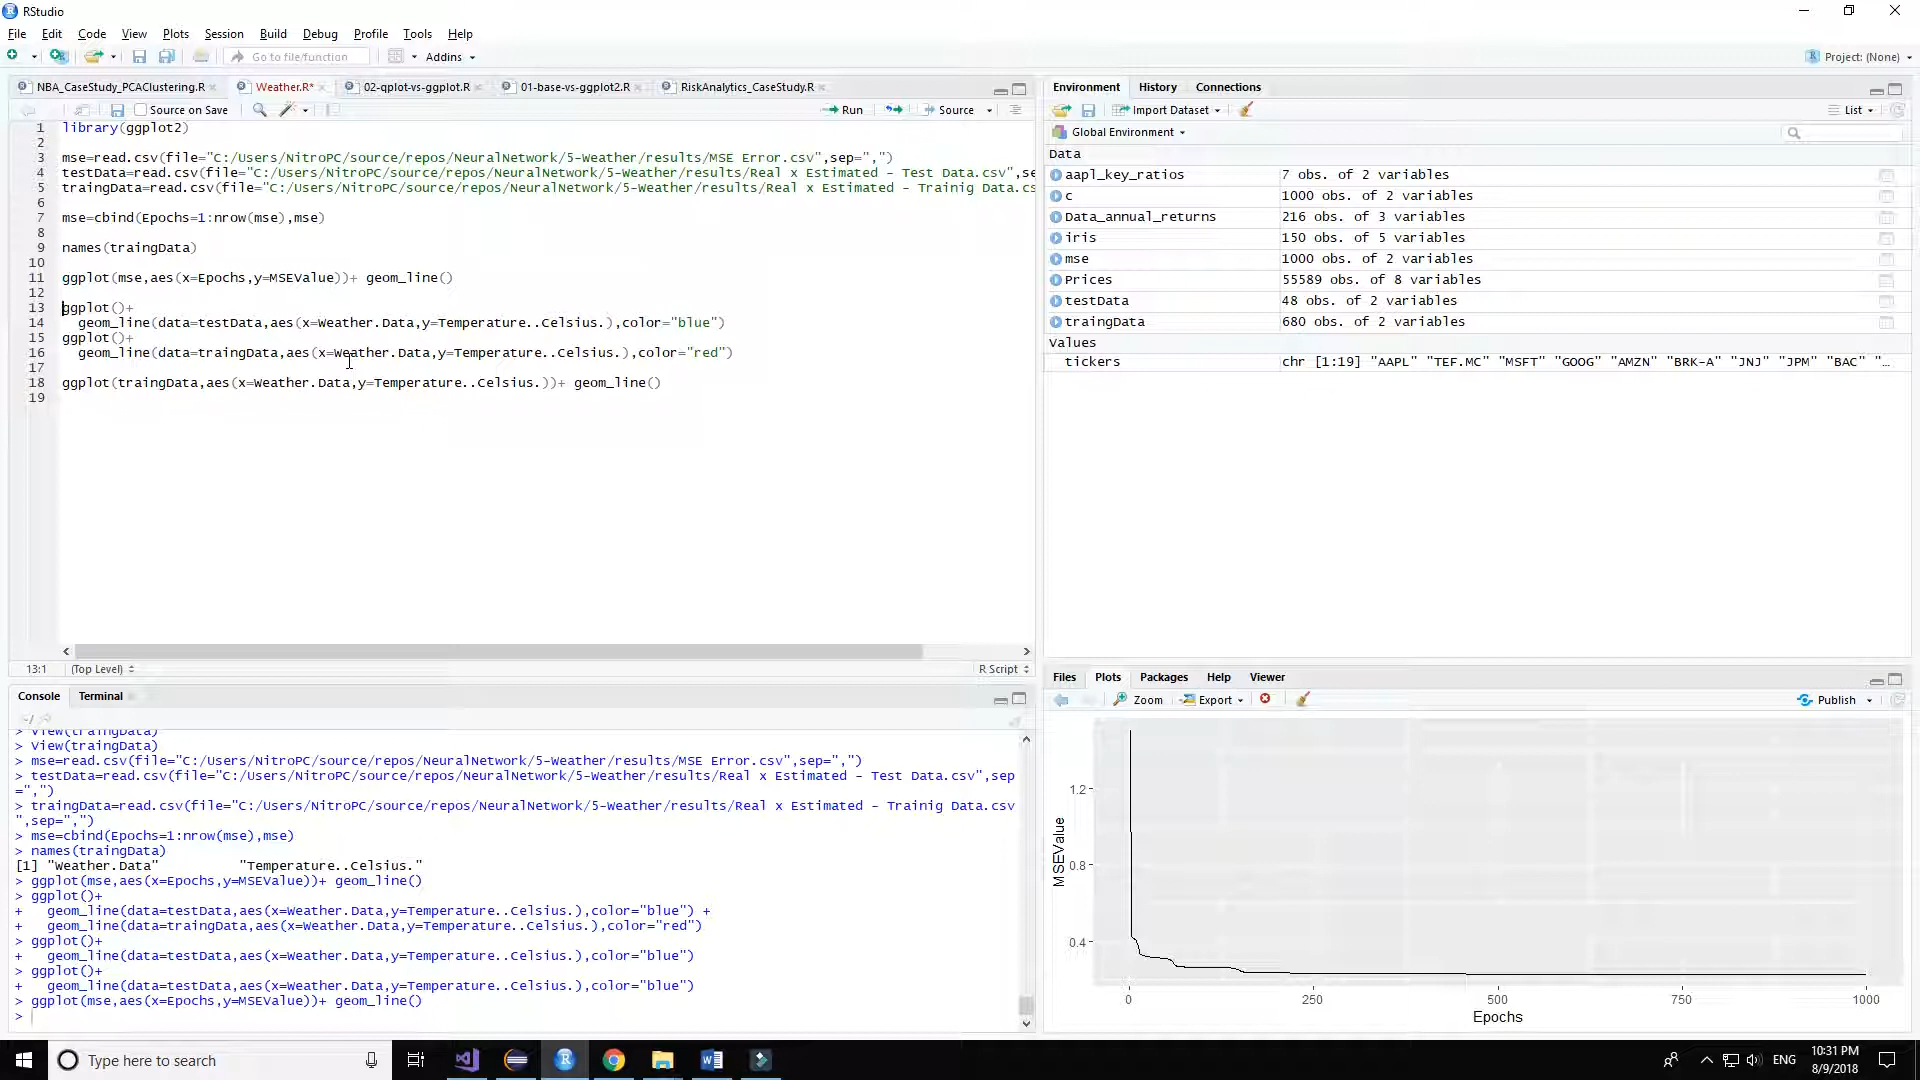 RStudio
File Edit Code View Plots Session Build Debug Profile Tools Help
Go to file/function Addins Project: (None)
NBA_CaseStudy_PCAClustering.R Weather.R* 02-qplot-vs-ggplot.R 01-base-vs-ggplot2.R RiskAnalytics_CaseStudy.R
Source on Save Run Source
1 library(ggplot2)
2
3 mse=read.csv(file="C:/Users/NitroPC/source/repos/NeuralNetwork/5-Weather/results/MSE Error.csv",sep=",")
4 testData=read.csv(file="C:/Users/NitroPC/source/repos/NeuralNetwork/5-Weather/results/Real x Estimated - Test Data.csv",se
5 traingData=read.csv(file="C:/Users/NitroPC/source/repos/NeuralNetwork/5-Weather/results/Real x Estimated - Trainig Data.cs
6
7 mse=cbind(Epochs=1:nrow(mse),mse)
8
9 names(traingData)
10
11 ggplot(mse,aes(x=Epochs,y=MSEValue))+ geom_line()
12
13 ggplot()+
14 geom_line(data=testData,aes(x=Weather.Data,y=Temperature..Celsius.),color="blue")
15 ggplot()+
16 geom_line(data=traingData,aes(x=Weather.Data,y=Temperature..Celsius.),color="red")
17
18 ggplot(traingData,aes(x=Weather.Data,y=Temperature..Celsius.))+ geom_line()
19
13:1 (Top Level) R Script
Console Terminal
~/
> View(traingData)
> View(traingData)
> mse=read.csv(file="C:/Users/NitroPC/source/repos/NeuralNetwork/5-Weather/results/MSE Error.csv",sep=",")
> testData=read.csv(file="C:/Users/NitroPC/source/repos/NeuralNetwork/5-Weather/results/Real x Estimated - Test Data.csv",sep
=",")
> traingData=read.csv(file="C:/Users/NitroPC/source/repos/NeuralNetwork/5-Weather/results/Real x Estimated - Trainig Data.csv
",sep=",")
> mse=cbind(Epochs=1:nrow(mse),mse)
> names(traingData)
[1] "Weather.Data" "Temperature..Celsius."
> ggplot(mse,aes(x=Epochs,y=MSEValue))+ geom_line()
> ggplot()+
+ geom_line(data=testData,aes(x=Weather.Data,y=Temperature..Celsius.),color="blue") +
+ geom_line(data=traingData,aes(x=Weather.Data,y=Temperature..Celsius.),color="red")
> ggplot()+
+ geom_line(data=testData,aes(x=Weather.Data,y=Temperature..Celsius.),color="blue")
> ggplot()+
+ geom_line(data=testData,aes(x=Weather.Data,y=Temperature..Celsius.),color="blue")
> ggplot(mse,aes(x=Epochs,y=MSEValue))+ geom_line()
>
Environment History Connections
Import Dataset List
Global Environment
Data
aapl_key_ratios 7 obs. of 2 variables
c 1000 obs. of 2 variables
Data_annual_returns 216 obs. of 3 variables
iris 150 obs. of 5 variables
mse 1000 obs. of 2 variables
Prices 55589 obs. of 8 variables
testData 48 obs. of 2 variables
traingData 680 obs. of 2 variables
Values
tickers chr [1:19] "AAPL" "TEF.MC" "MSFT" "GOOG" "AMZN" "BRK-A" "JNJ" "JPM" "BAC" "…
Files Plots Packages Help Viewer
Zoom Export Publish
MSEValue
1.2
0.8
0.4
0 250 500 750 1000
Epochs
Type here to search
ENG 10:31 PM
8/9/2018